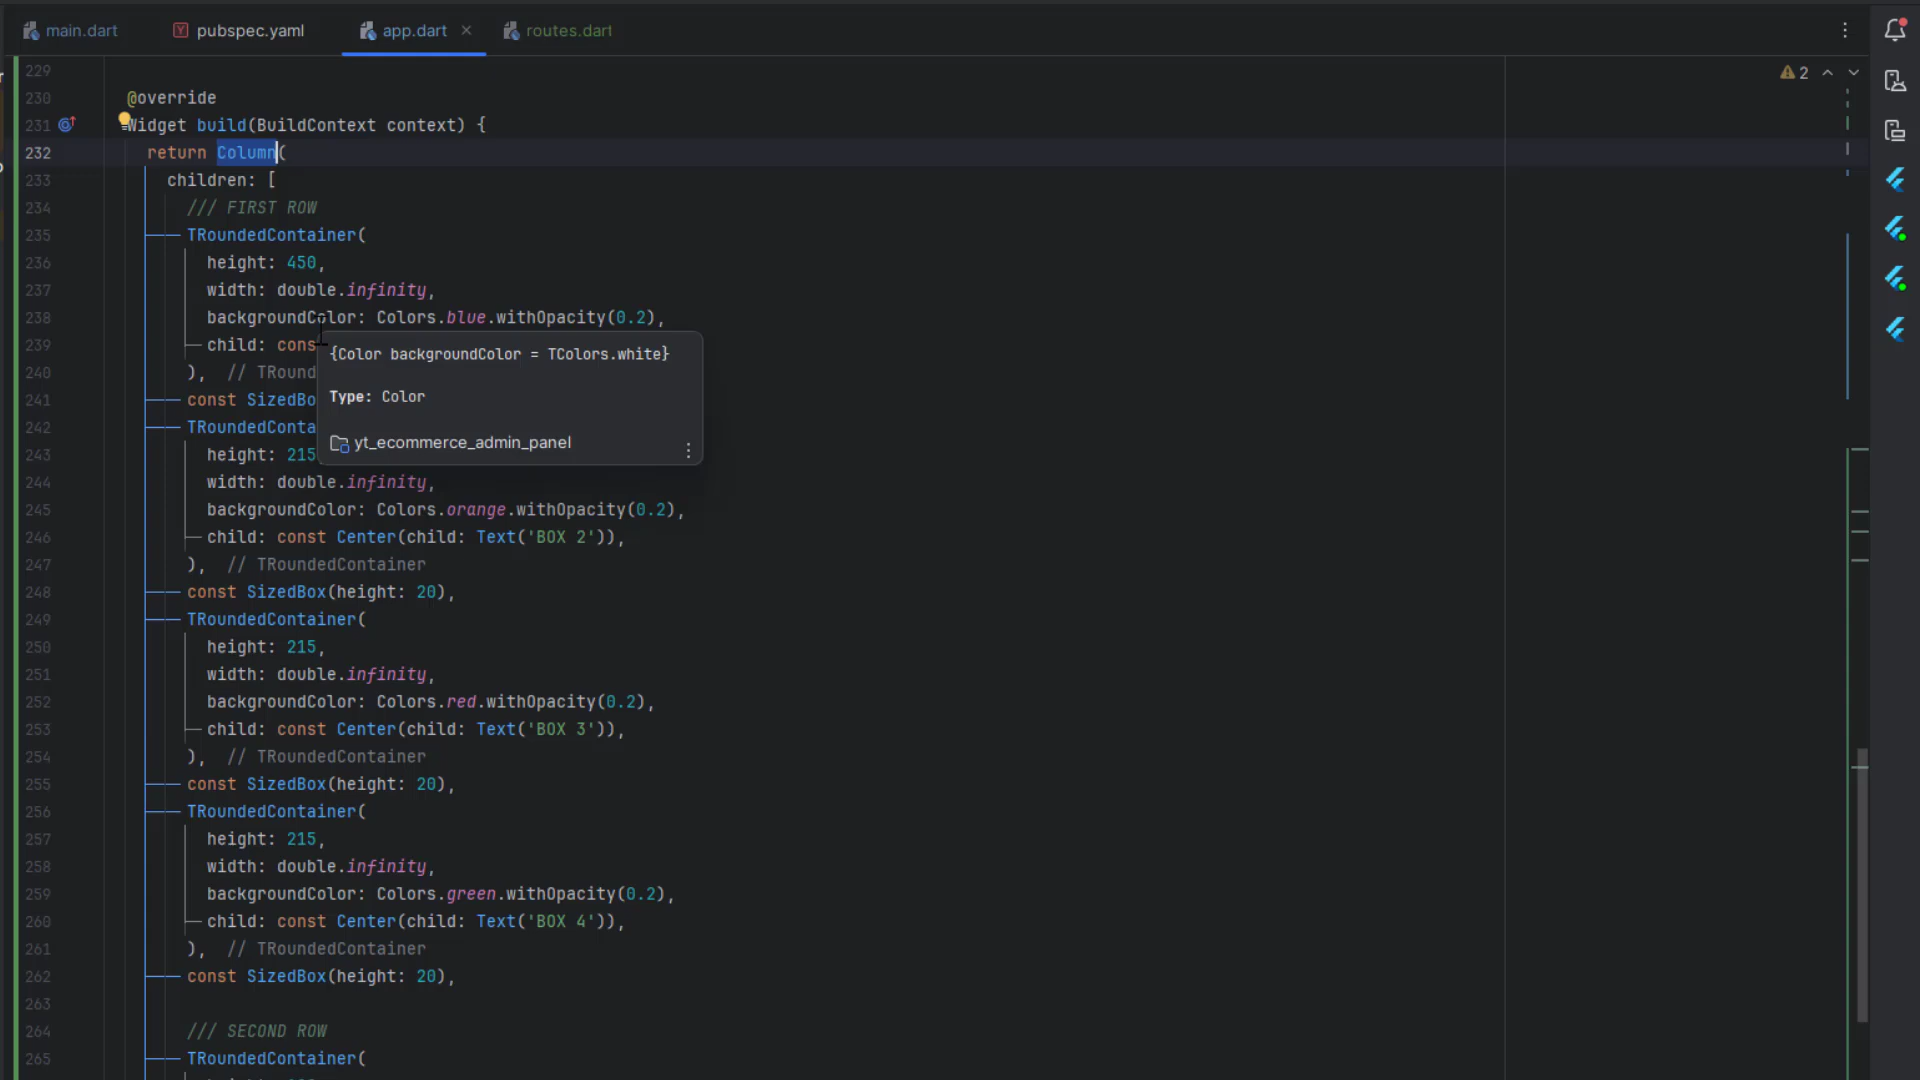 main.dart
pubspec.yaml
app.dart
routes.dart
229
2
230 @override
231 Widget build(BuildContext context) {
232 return Column(
233 children: [
234 /// FIRST ROW
235 TRoundedContainer(
236 height: 450,
237 width: double.infinity,
238 backgroundColor: Colors.blue.withOpacity(0.2),
239 child: cons
{Color backgroundColor = TColors.white}
240 ), // TRound
Type: Color
241 const SizedBo
242 TRoundedConta
yt_ecommerce_admin_panel
243 height: 215
244 width: double.infinity,
245 backgroundColor: Colors.orange.withOpacity(0.2),
246 child: const Center(child: Text('BOX 2')),
247 ), // TRoundedContainer
248 const SizedBox(height: 20),
249 TRoundedContainer(
250 height: 215,
251 width: double.infinity,
252 backgroundColor: Colors.red.withOpacity(0.2),
253 child: const Center(child: Text('BOX 3')),
254 ), // TRoundedContainer
255 const SizedBox(height: 20),
256 TRoundedContainer(
257 height: 215,
258 width: double.infinity,
259 backgroundColor: Colors.green.withOpacity(0.2),
260 child: const Center(child: Text('BOX 4')),
261 ), // TRoundedContainer
262 const SizedBox(height: 20),
263
264 /// SECOND ROW
265 TRoundedContainer(